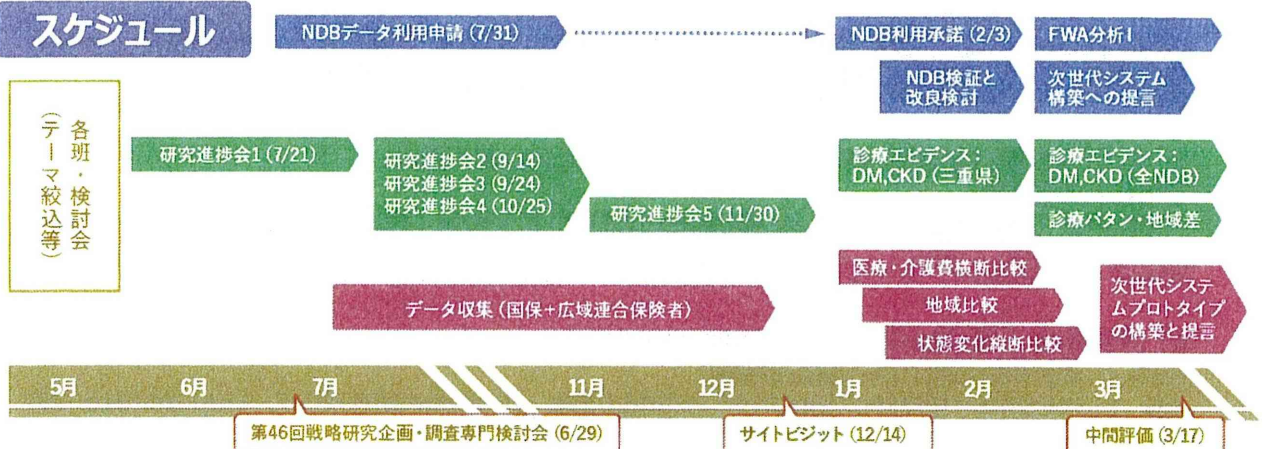 スケジュール
NDBデータ利用申請 (7/31)
NDB利用承諾 (2/3)
FWA分析I
NDB検証と
改良検討
次世代システム
構築への提言
各班・検討会
(テーマ絞込等)
研究進捗会1 (7/21)
研究進捗会2 (9/14)
研究進捗会3 (9/24)
研究進捗会4 (10/25)
研究進捗会5 (11/30)
診療エビデンス:
DM,CKD (三重県)
診療エビデンス:
DM,CKD (全NDB)
診療パタン・地域差
データ収集 (国保+広域連合保険者)
医療・介護費横断比較
地域比較
状態変化縦断比較
次世代システ
ムプロトタイプ
の構築と提言
5月
6月
7月
11月
12月
1月
2月
3月
第46回戦略研究企画・調査専門検討会 (6/29)
サイトビジット (12/14)
中間評価 (3/17)